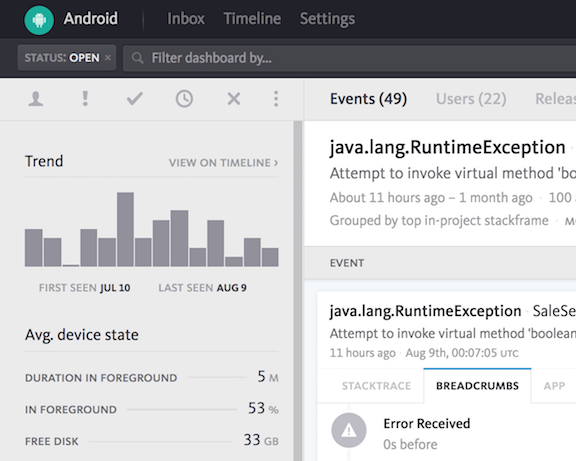 Android Inbox Timeline Settings
STATUS: OPEN × Filter dashboard by...
Events (49) Users (22)
Trend VIEW ON TIMELINE ›
FIRST SEEN JUL 10 LAST SEEN AUG 9
Avg. device state
DURATION IN FOREGROUND 5 M
IN FOREGROUND 53 %
FREE DISK 33 GB
java.lang.RuntimeException
Attempt to invoke virtual method 'bo
About 11 hours ago – 1 month ago · 100
Grouped by top in-project stackframe ·
EVENT
java.lang.RuntimeException · SaleSe
Attempt to invoke virtual method 'boolean
11 hours ago · Aug 9th, 00:07:05 UTC
STACKTRACE BREADCRUMBS APP
Error Received
0s before